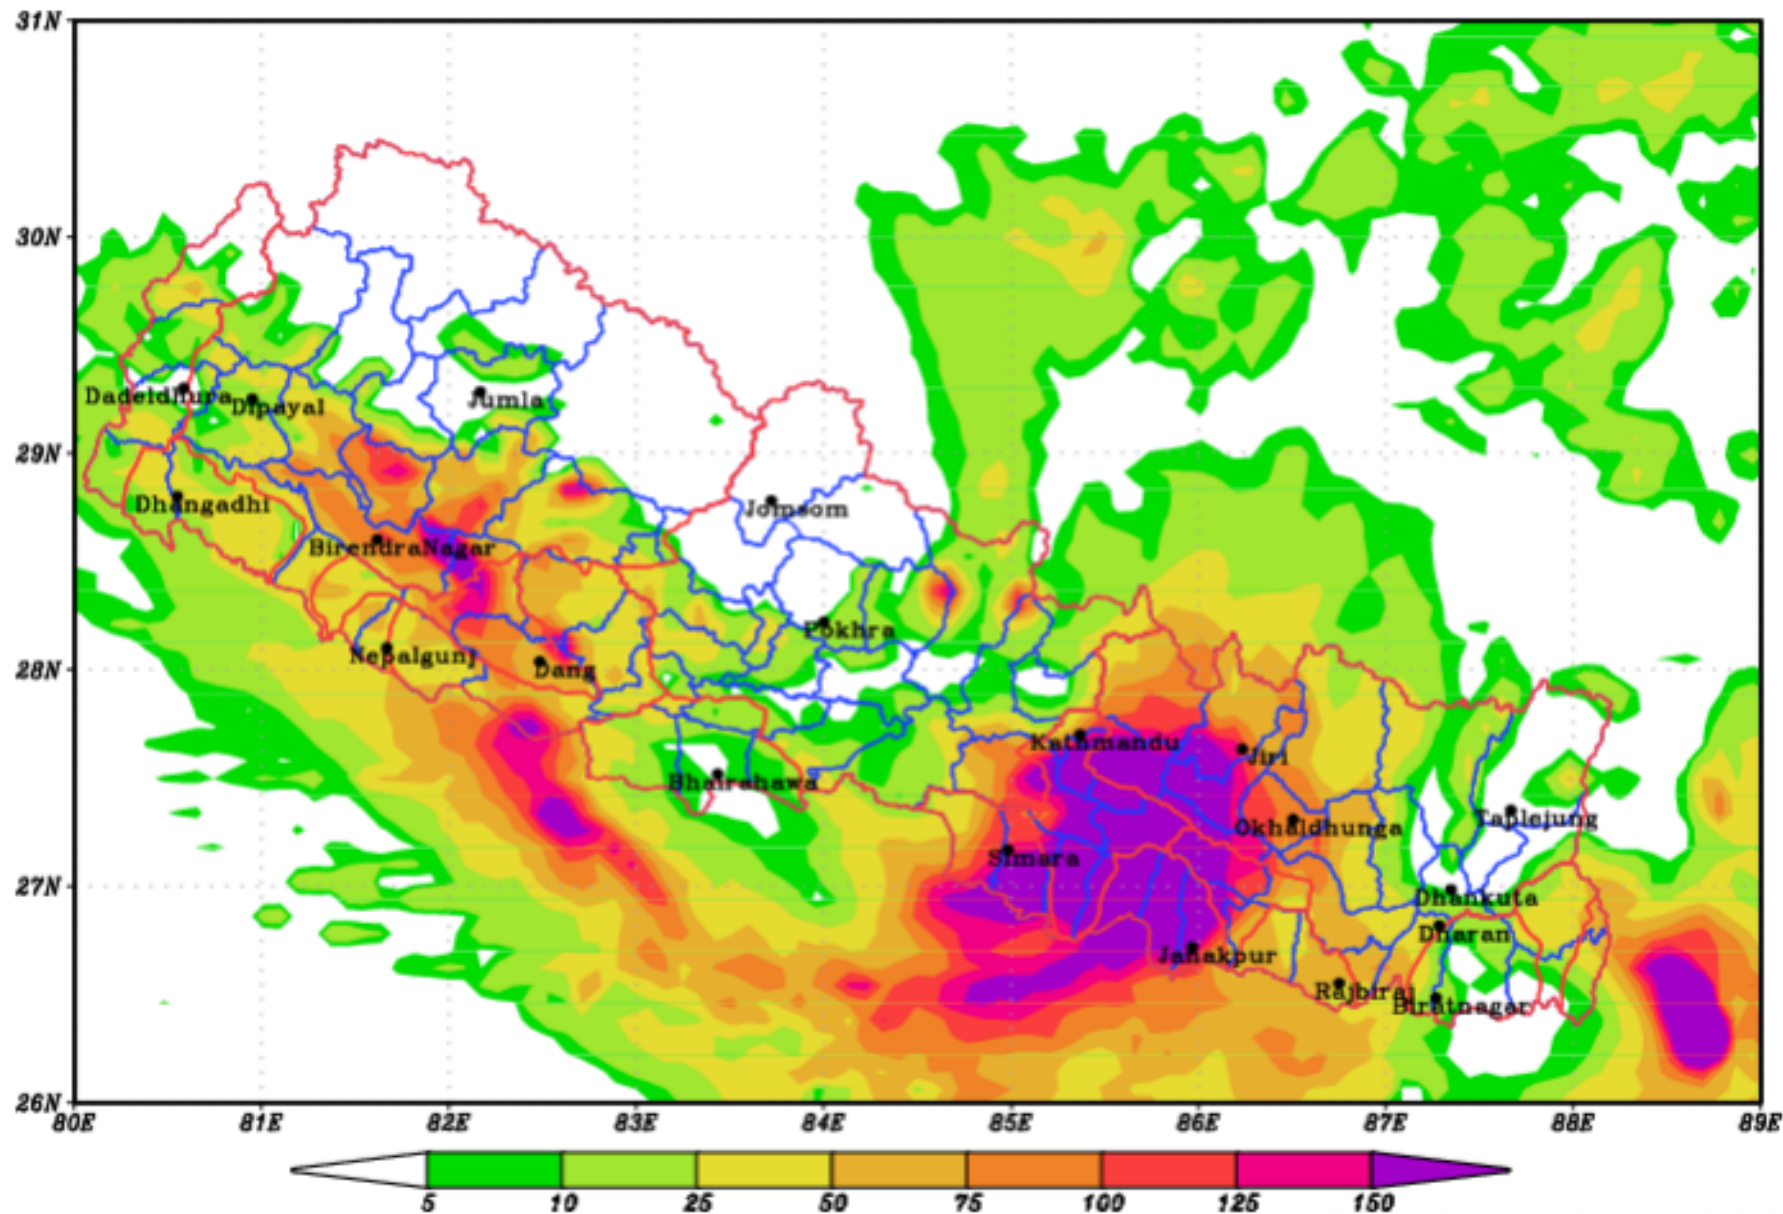 31N
30N
Dadeldhura
Dipayal
Jumla
29N
Dhangadhi
Jomsom
BirendraNagar
Pokhra
Nepalgunj
Dang
28N
Kathmandu
Jiri
Bhairahawa
Okhaldhunga
Taplejung
Simara
27N
Dhankuta
Dharan
Janakpur
Rajbiraj
Biratnagar
26N
80E 81E 82E 83E 84E 85E 86E 87E 88E 89E
5 10 25 50 75 100 125 150